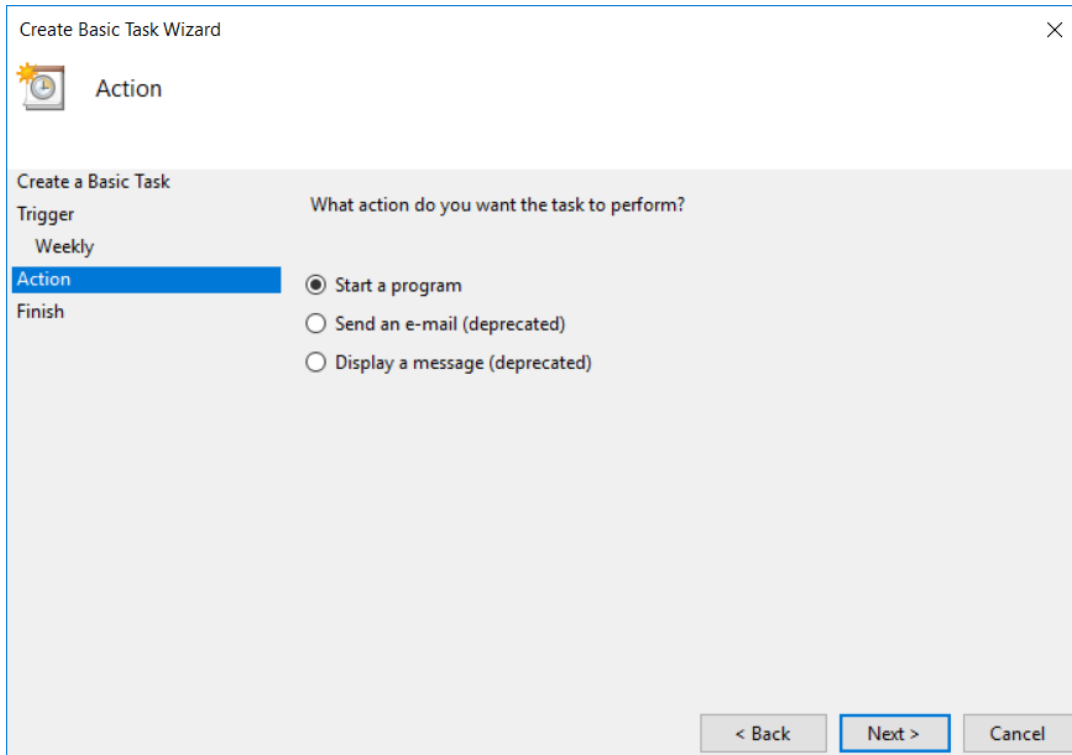 Create Basic Task Wizard
Action
Create a Basic Task
Trigger
Weekly
Action
Finish
What action do you want the task to perform?
Start a program
Send an e-mail (deprecated)
Display a message (deprecated)
< Back
Next >
Cancel